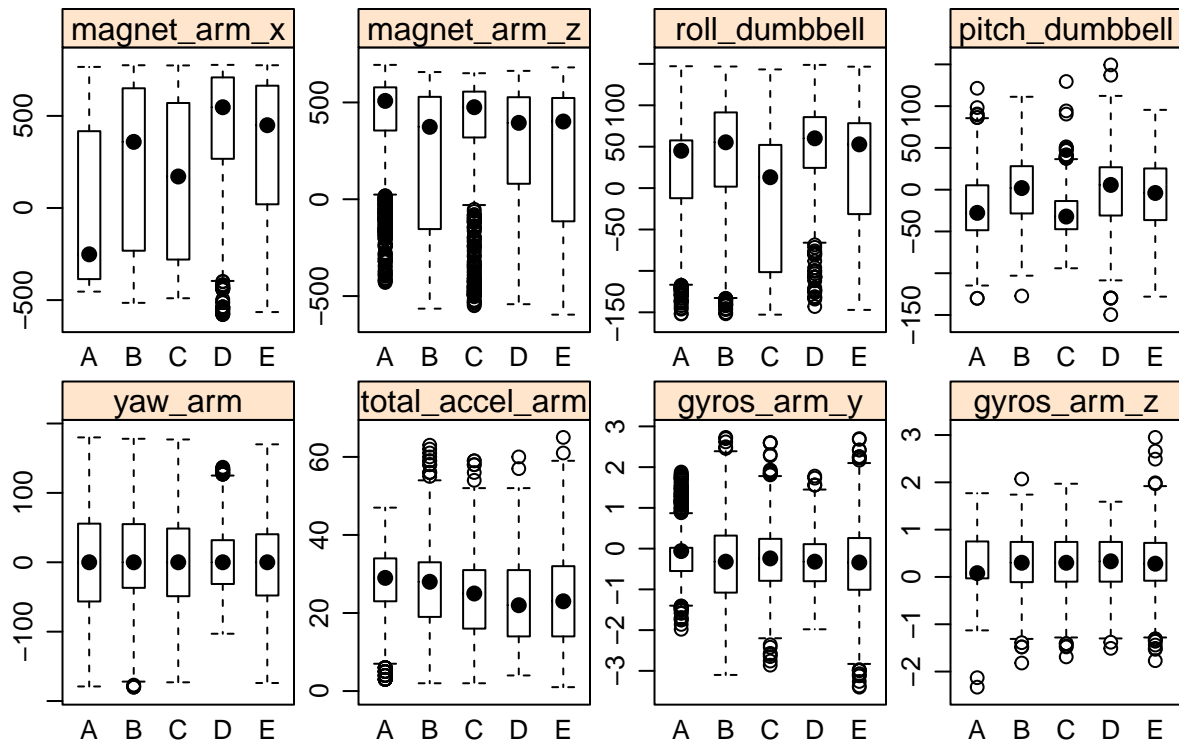 magnet_arm_x
magnet_arm_z
roll_dumbbell
pitch_dumbbell
−500 0 500
−500 0 500
−150 −50 0 50 100
−150 −50 0 50 100
A B C D E
A B C D E
A B C D E
A B C D E
yaw_arm
total_accel_arm
gyros_arm_y
gyros_arm_z
−100 0 100
0 20 40 60
−3 −2 −1 0 1 2 3
−2 −1 0 1 2 3
A B C D E
A B C D E
A B C D E
A B C D E